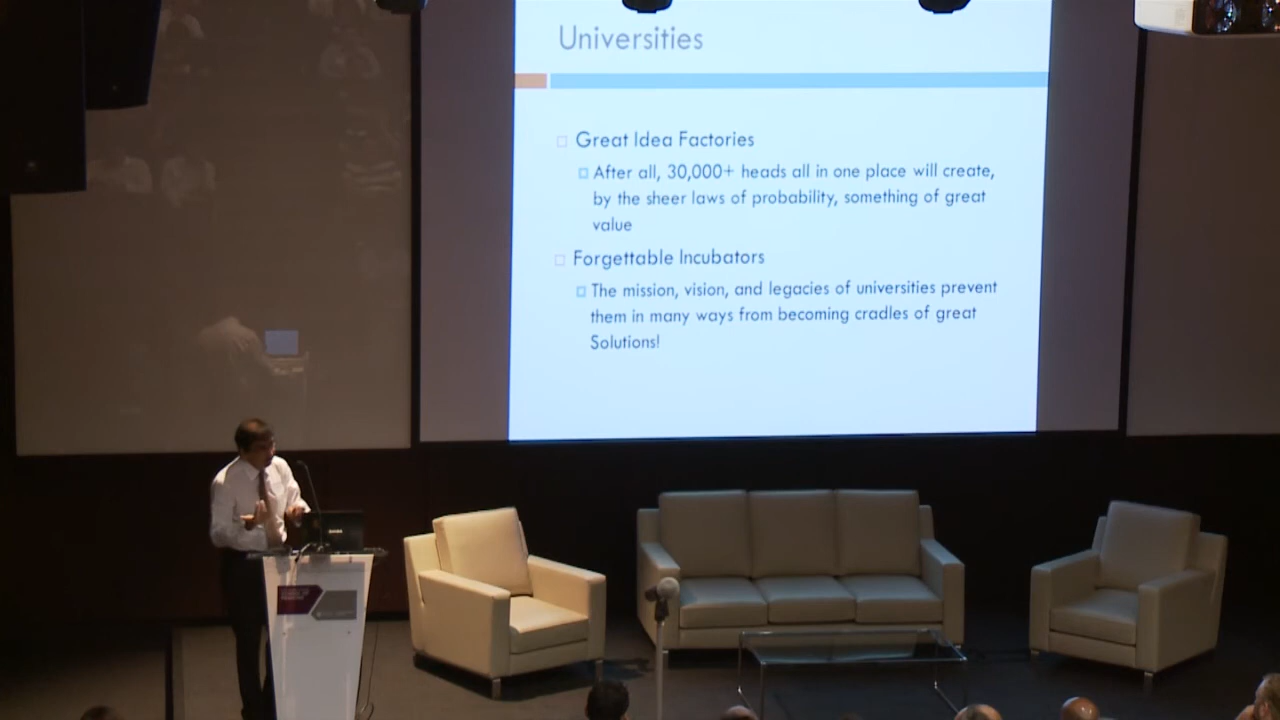 Universities
Great Idea Factories
After all, 30,000+ heads all in one place will create,
by the sheer laws of probability, something of great
value
Forgettable Incubators
The mission, vision, and legacies of universities prevent
them in many ways from becoming cradles of great
Solutions!